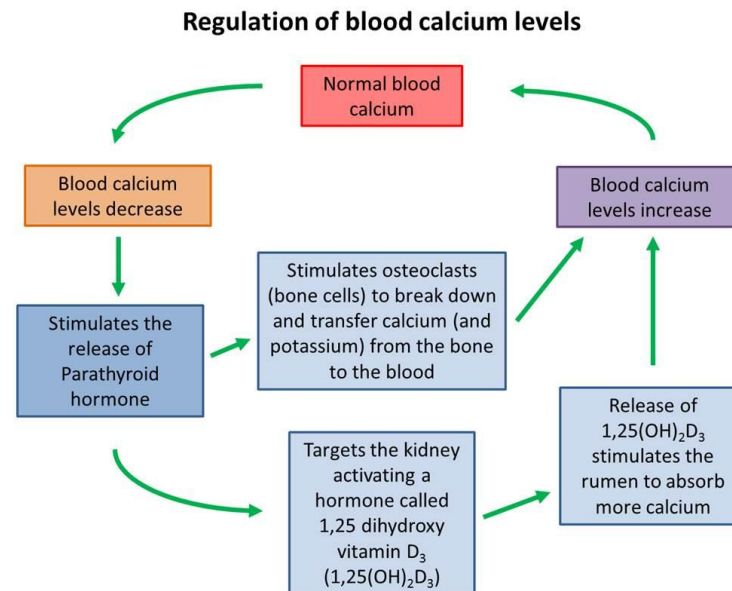 Regulation of blood calcium levels
Normal blood
calcium
Blood calcium
levels decrease
Blood calcium
levels increase
Stimulates the
release of
Parathyroid
hormone
Stimulates osteoclasts
(bone cells) to break down
and transfer calcium (and
potassium) from the bone
to the blood
Targets the kidney
activating a
hormone called
1,25 dihydroxy
vitamin D₃
(1,25(OH)₂D₃)
Release of
1,25(OH)₂D₃
stimulates the
rumen to absorb
more calcium